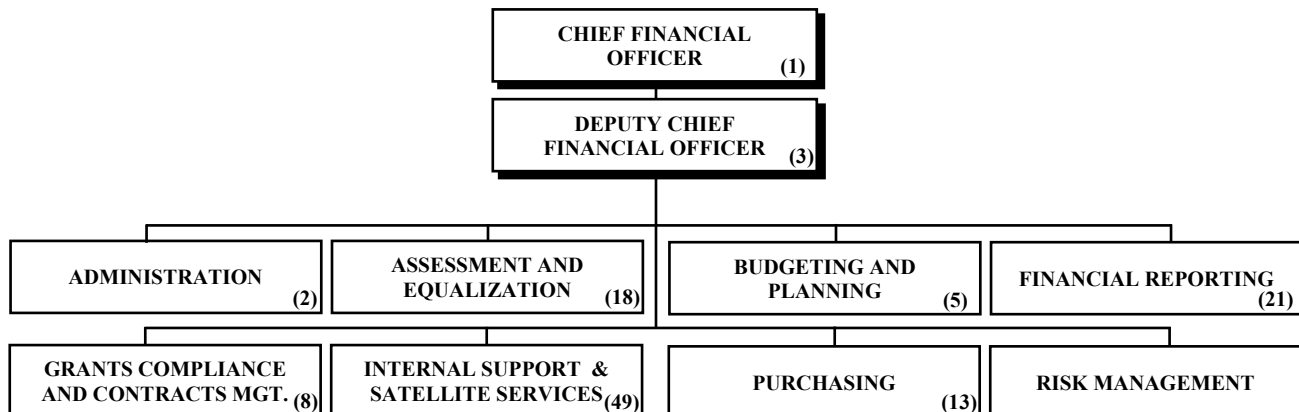 CHIEF FINANCIAL
OFFICER
(1)
DEPUTY CHIEF
FINANCIAL OFFICER
(3)
ADMINISTRATION
(2)
ASSESSMENT AND
EQUALIZATION
(18)
BUDGETING AND
PLANNING
(5)
FINANCIAL REPORTING
(21)
GRANTS COMPLIANCE
AND CONTRACTS MGT.
(8)
INTERNAL SUPPORT &
SATELLITE SERVICES
(49)
PURCHASING
(13)
RISK MANAGEMENT